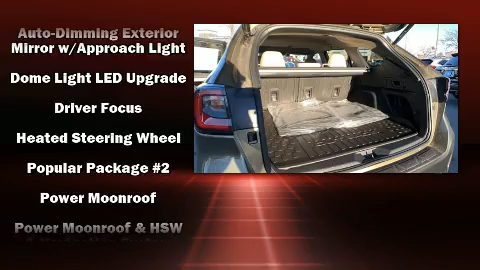 Auto-Dimming Exterior
Mirror w/Approach Light
Dome Light LED Upgrade
Driver Focus
Heated Steering Wheel
Popular Package #2
Power Moonroof
Power Moonroof & HSW